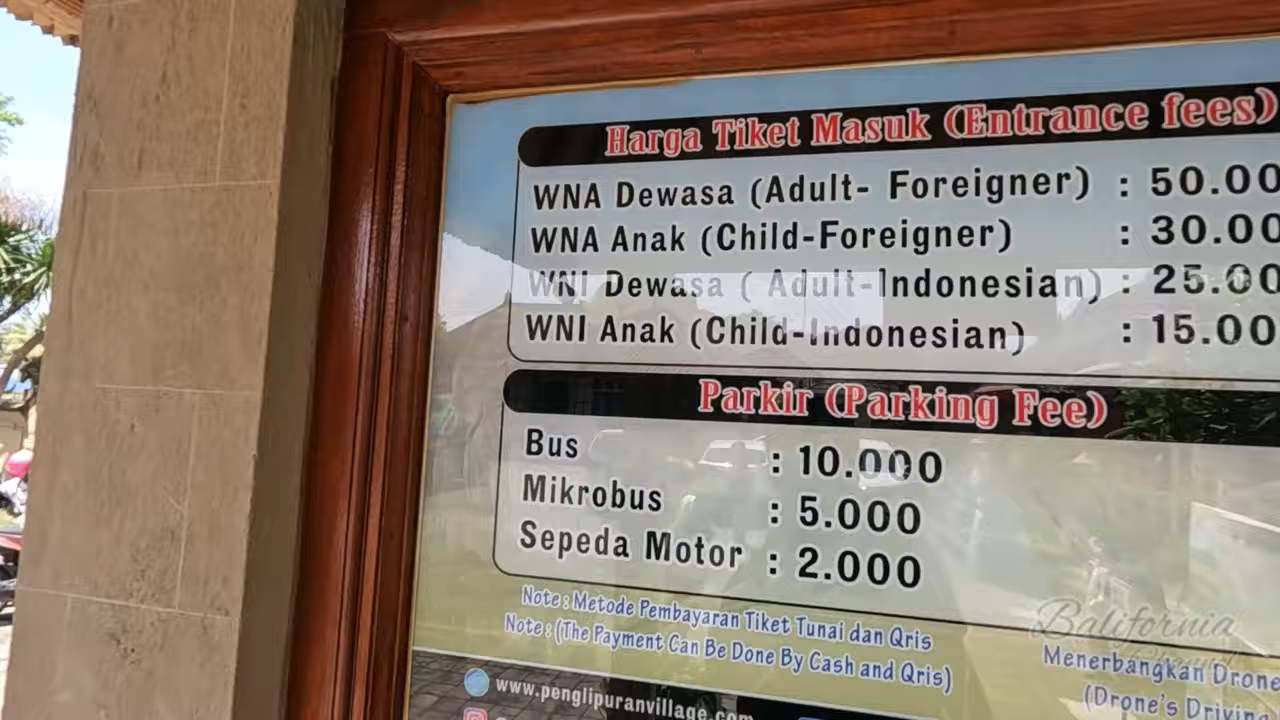 Harga Tiket Masuk (Entrance fees)
WNA Dewasa (Adult- Foreigner) : 50.00
WNA Anak (Child-Foreigner) : 30.00
WNI Dewasa ( Adult-Indonesian) : 25.00
WNI Anak (Child-Indonesian) : 15.00
Parkir (Parking Fee)
Bus : 10.000
Mikrobus : 5.000
Sepeda Motor : 2.000
Note : Metode Pembayaran Tiket Tunai dan Qris
Note : (The Payment Can Be Done By Cash and Qris)
Balifornia
Menerbangkan Drone
(Drone's Driving
www.penglipuranvillage.com